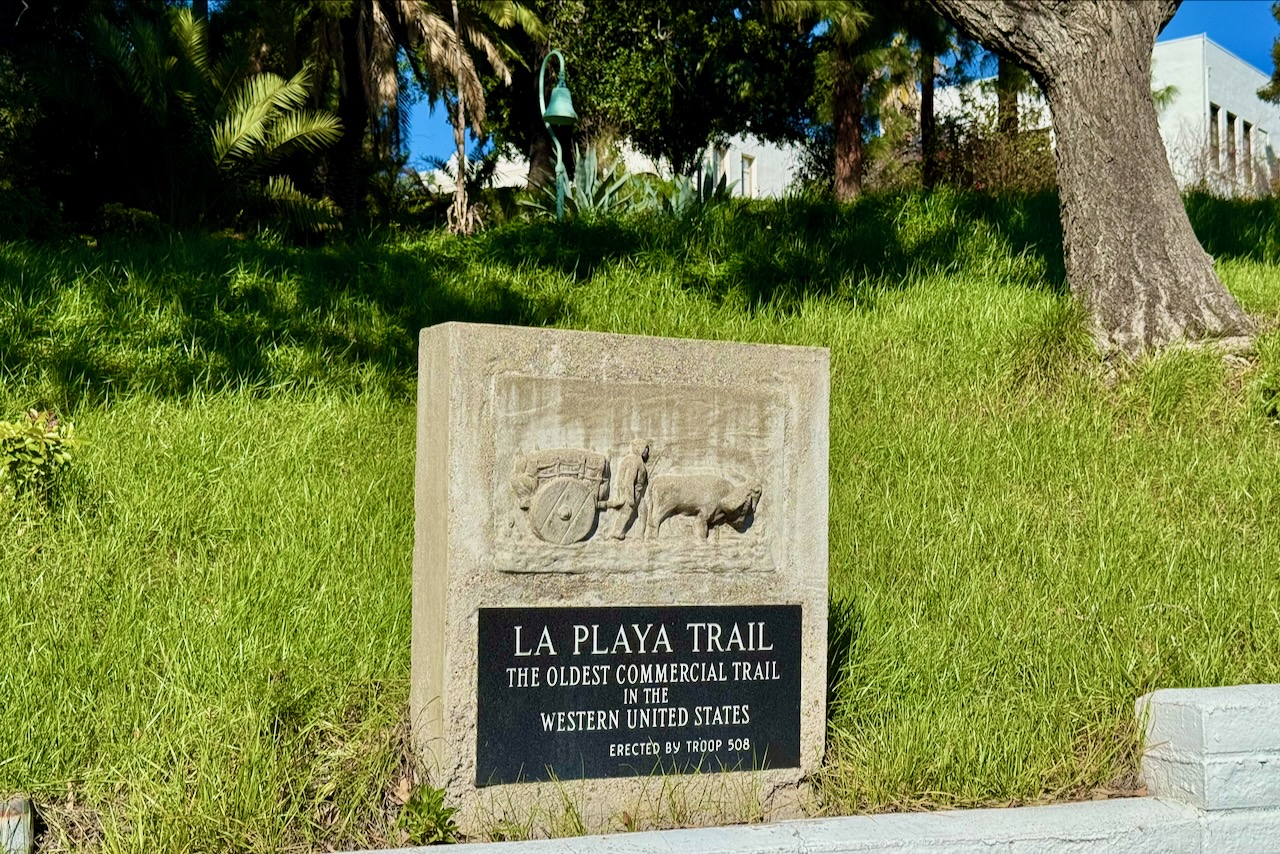 LA PLAYA TRAIL
THE OLDEST COMMERCIAL TRAIL
IN THE
WESTERN UNITED STATES
ERECTED BY TROOP 508